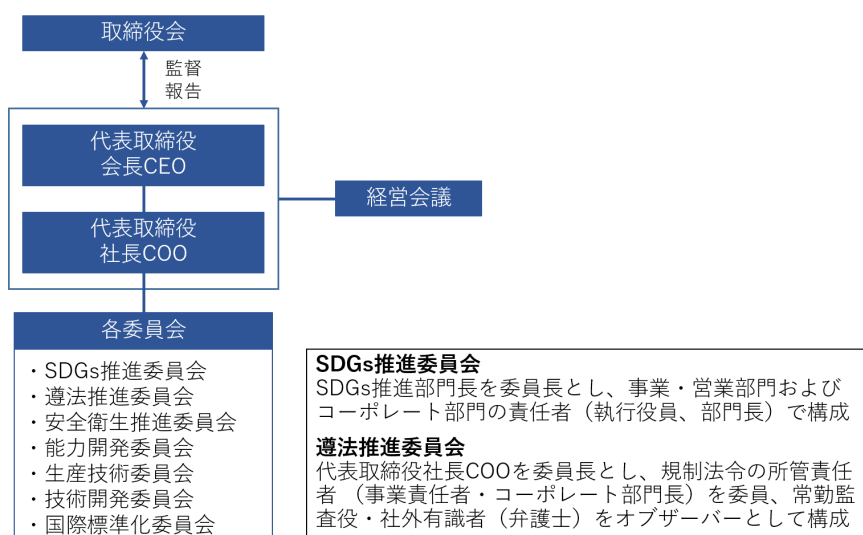 取締役会
監督
報告
代表取締役
会長CEO
経営会議
代表取締役
社長COO
各委員会
・SDGs推進委員会
・遵法推進委員会
・安全衛生推進委員会
・能力開発委員会
・生産技術委員会
・技術開発委員会
・国際標準化委員会
SDGs推進委員会
SDGs推進部門長を委員長とし、事業・営業部門および
コーポレート部門の責任者（執行役員、部門長）で構成
遵法推進委員会
代表取締役社長COOを委員長とし、規制法令の所管責任
者 （事業責任者・コーポレート部門長）を委員、常勤監
査役・社外有識者（弁護士）をオブザーバーとして構成